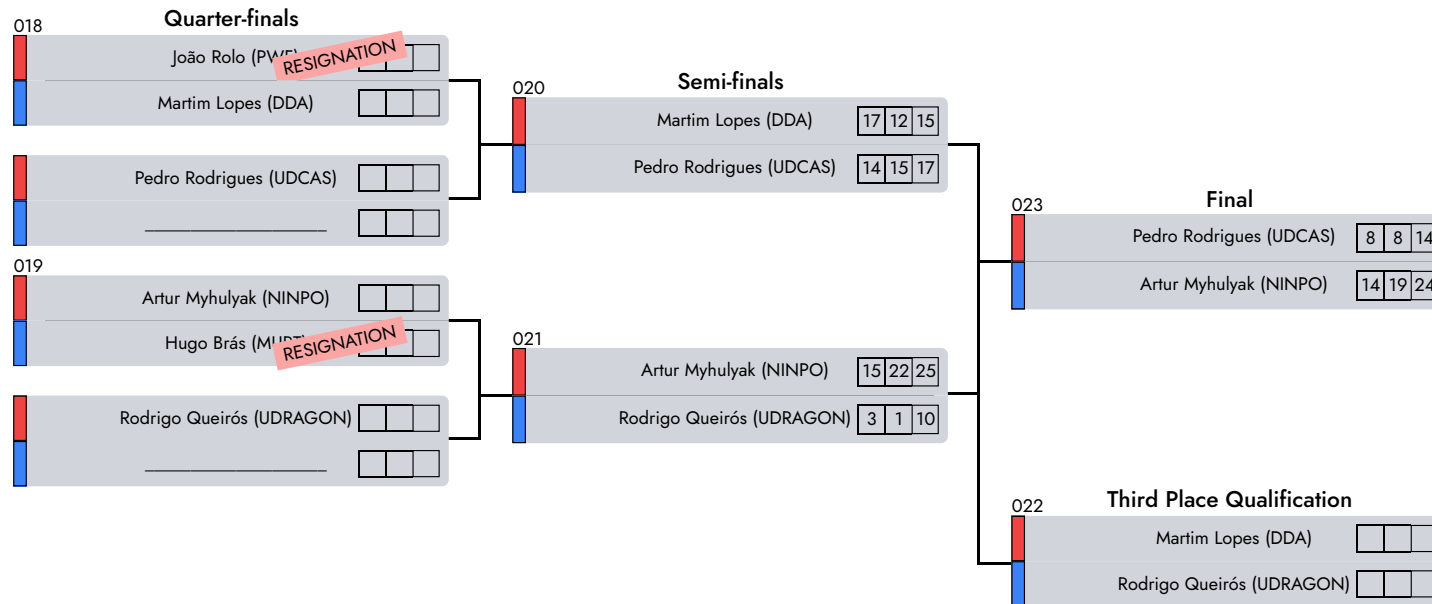 Quarter-finals
018
João Rolo (PWF)
RESIGNATION
Martim Lopes (DDA)
Pedro Rodrigues (UDCAS)
____________________
019
Artur Myhulyak (NINPO)
Hugo Brás
RESIGNATION
Rodrigo Queirós (UDRAGON)
____________________
Semi-finals
020
Martim Lopes (DDA) 17 12 15
Pedro Rodrigues (UDCAS) 14 15 17
021
Artur Myhulyak (NINPO) 15 22 25
Rodrigo Queirós (UDRAGON) 3 1 10
Final
023
Pedro Rodrigues (UDCAS) 8 8 14
Artur Myhulyak (NINPO) 14 19 24
Third Place Qualification
022
Martim Lopes (DDA)
Rodrigo Queirós (UDRAGON)